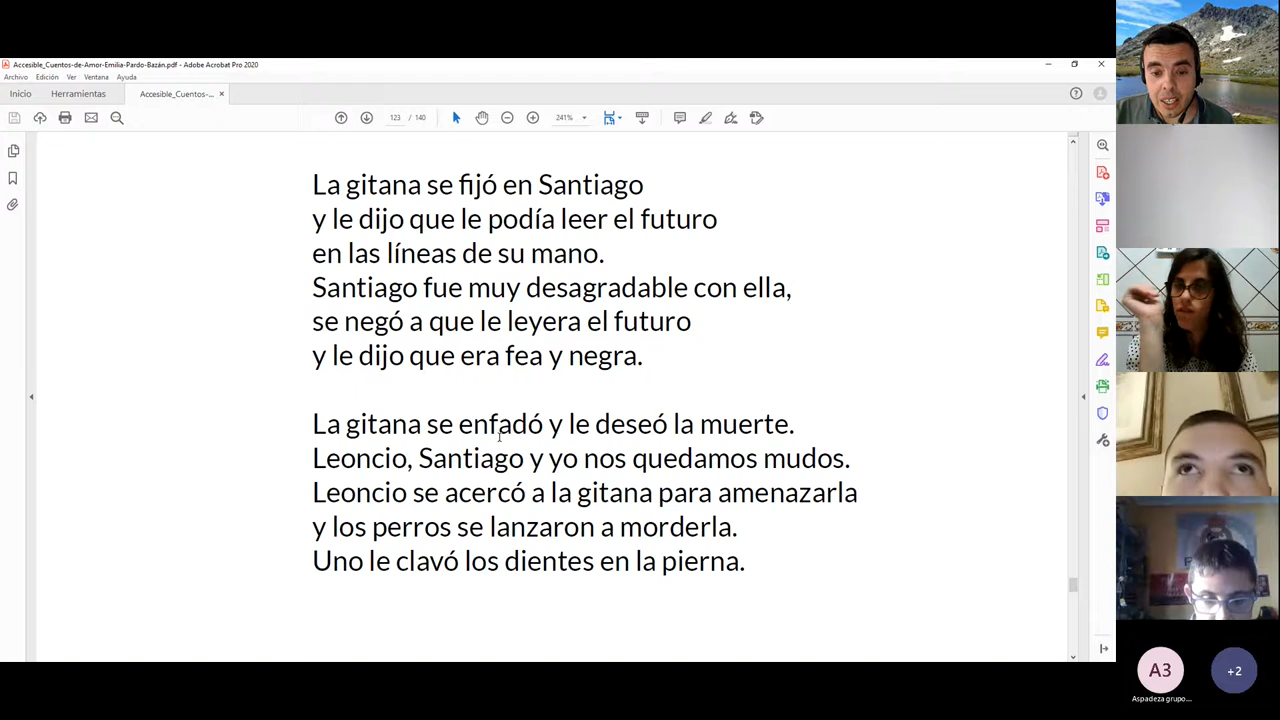 Accesible_Cuentos-de-Amor-Emilia-Pardo-Bazán.pdf - Adobe Acrobat Pro 2020
Archivo Edición Ver Ventana Ayuda
Inicio Herramientas Accesible_Cuentos-... ×
123 / 140 241%
La gitana se fijó en Santiago
y le dijo que le podía leer el futuro
en las líneas de su mano.
Santiago fue muy desagradable con ella,
se negó a que le leyera el futuro
y le dijo que era fea y negra.
La gitana se enfadó y le deseó la muerte.
Leoncio, Santiago y yo nos quedamos mudos.
Leoncio se acercó a la gitana para amenazarla
y los perros se lanzaron a morderla.
Uno le clavó los dientes en la pierna.
A3
+2
Aspadeza grupo...